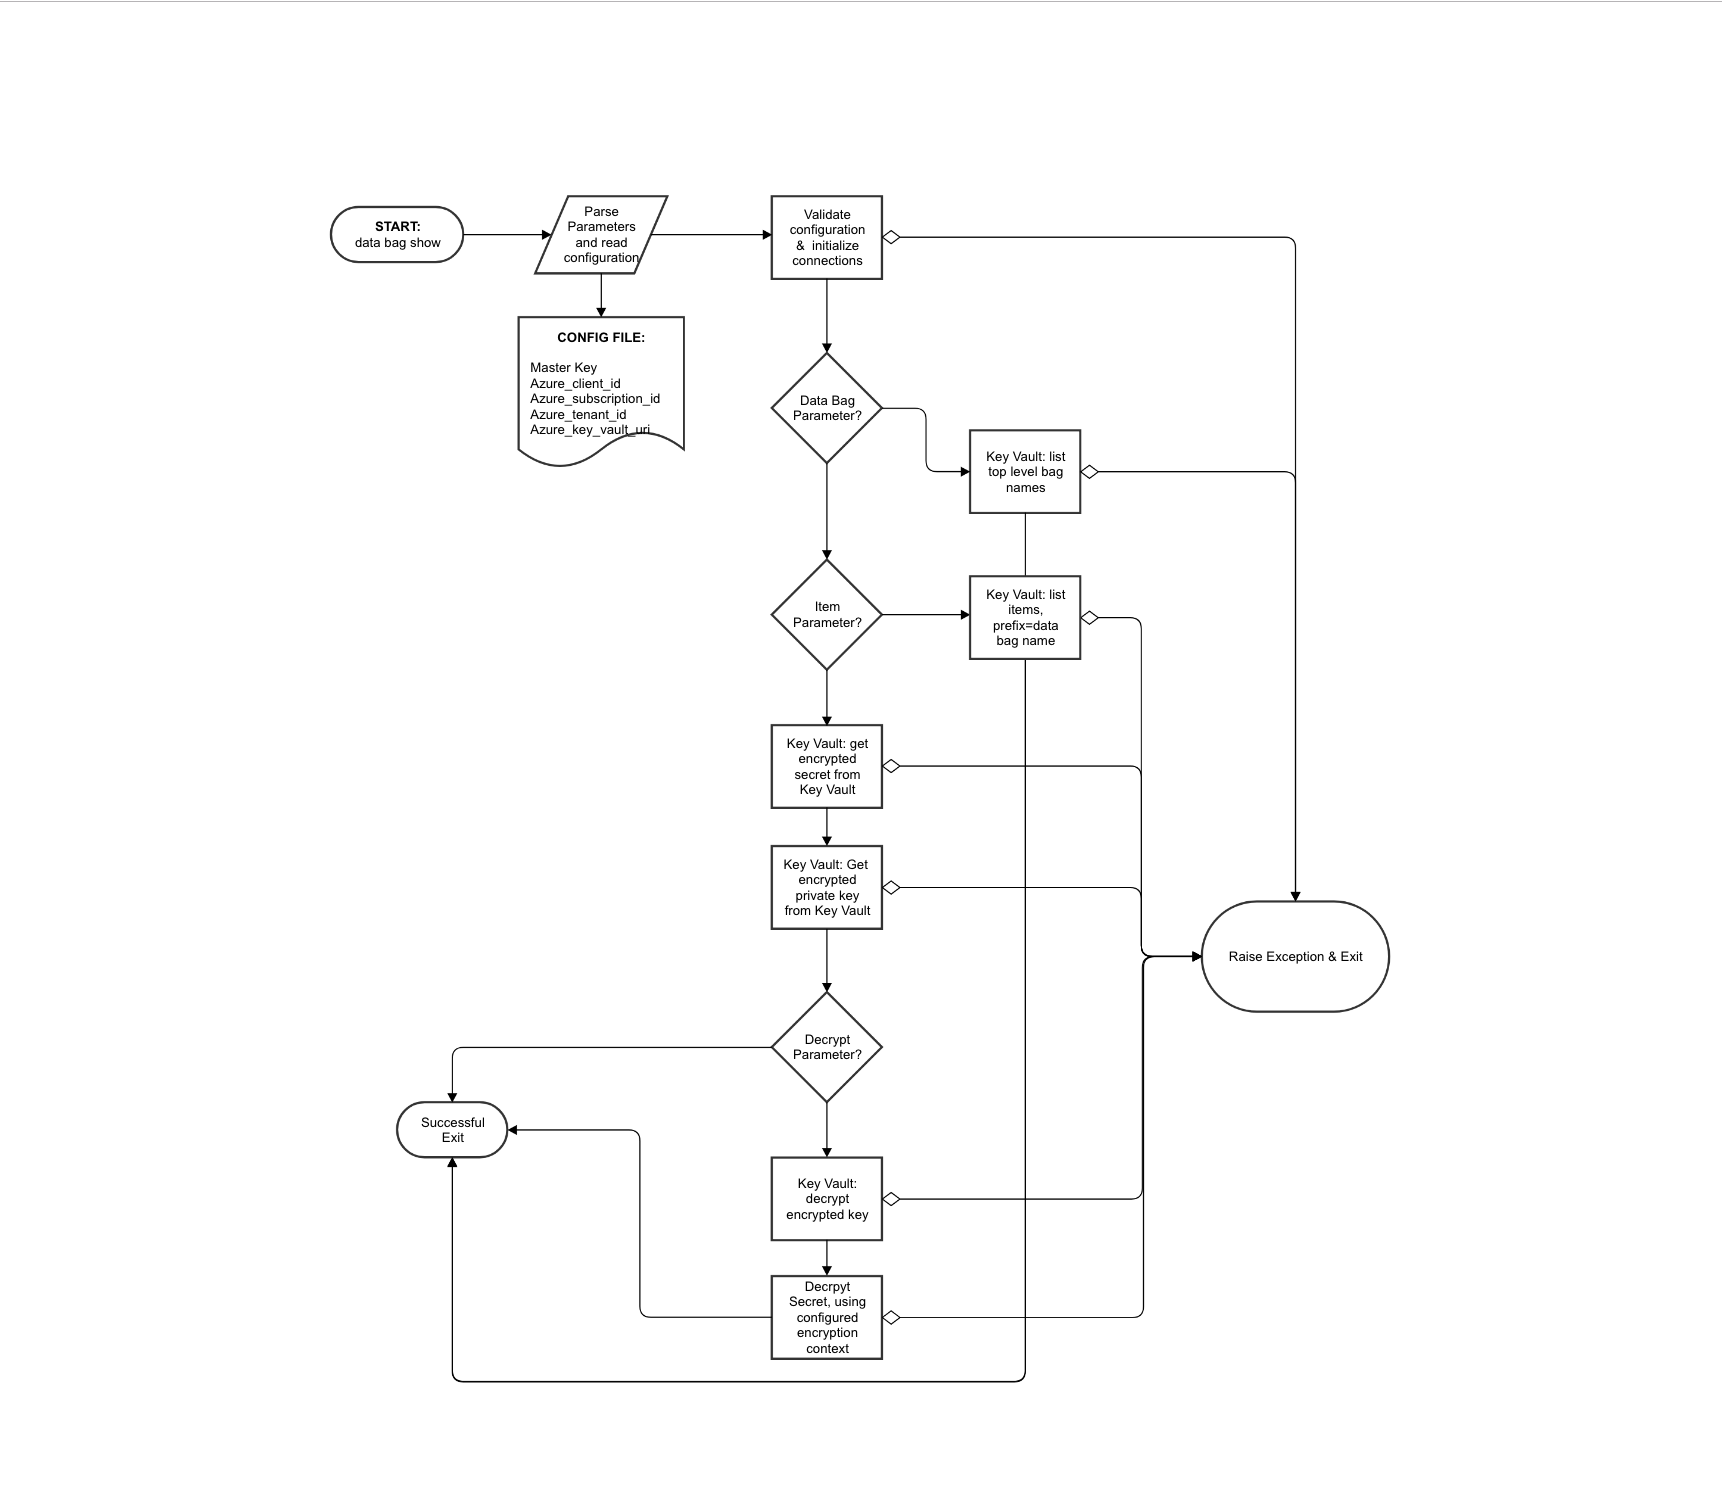 START:
data bag show
Parse
Parameters
and read
configuration
Validate
configuration
& initialize
connections
CONFIG FILE:
Master Key
Azure_client_id
Azure_subscription_id
Azure_tenant_id
Azure_key_vault_uri
Data Bag
Parameter?
Key Vault: list
top level bag
names
Item
Parameter?
Key Vault: list
items,
prefix=data
bag name
Key Vault: get
encrypted
secret from
Key Vault
Key Vault: Get
encrypted
private key
from Key Vault
Raise Exception & Exit
Decrypt
Parameter?
Successful
Exit
Key Vault:
decrypt
encrypted key
Decrpyt
Secret, using
configured
encryption
context